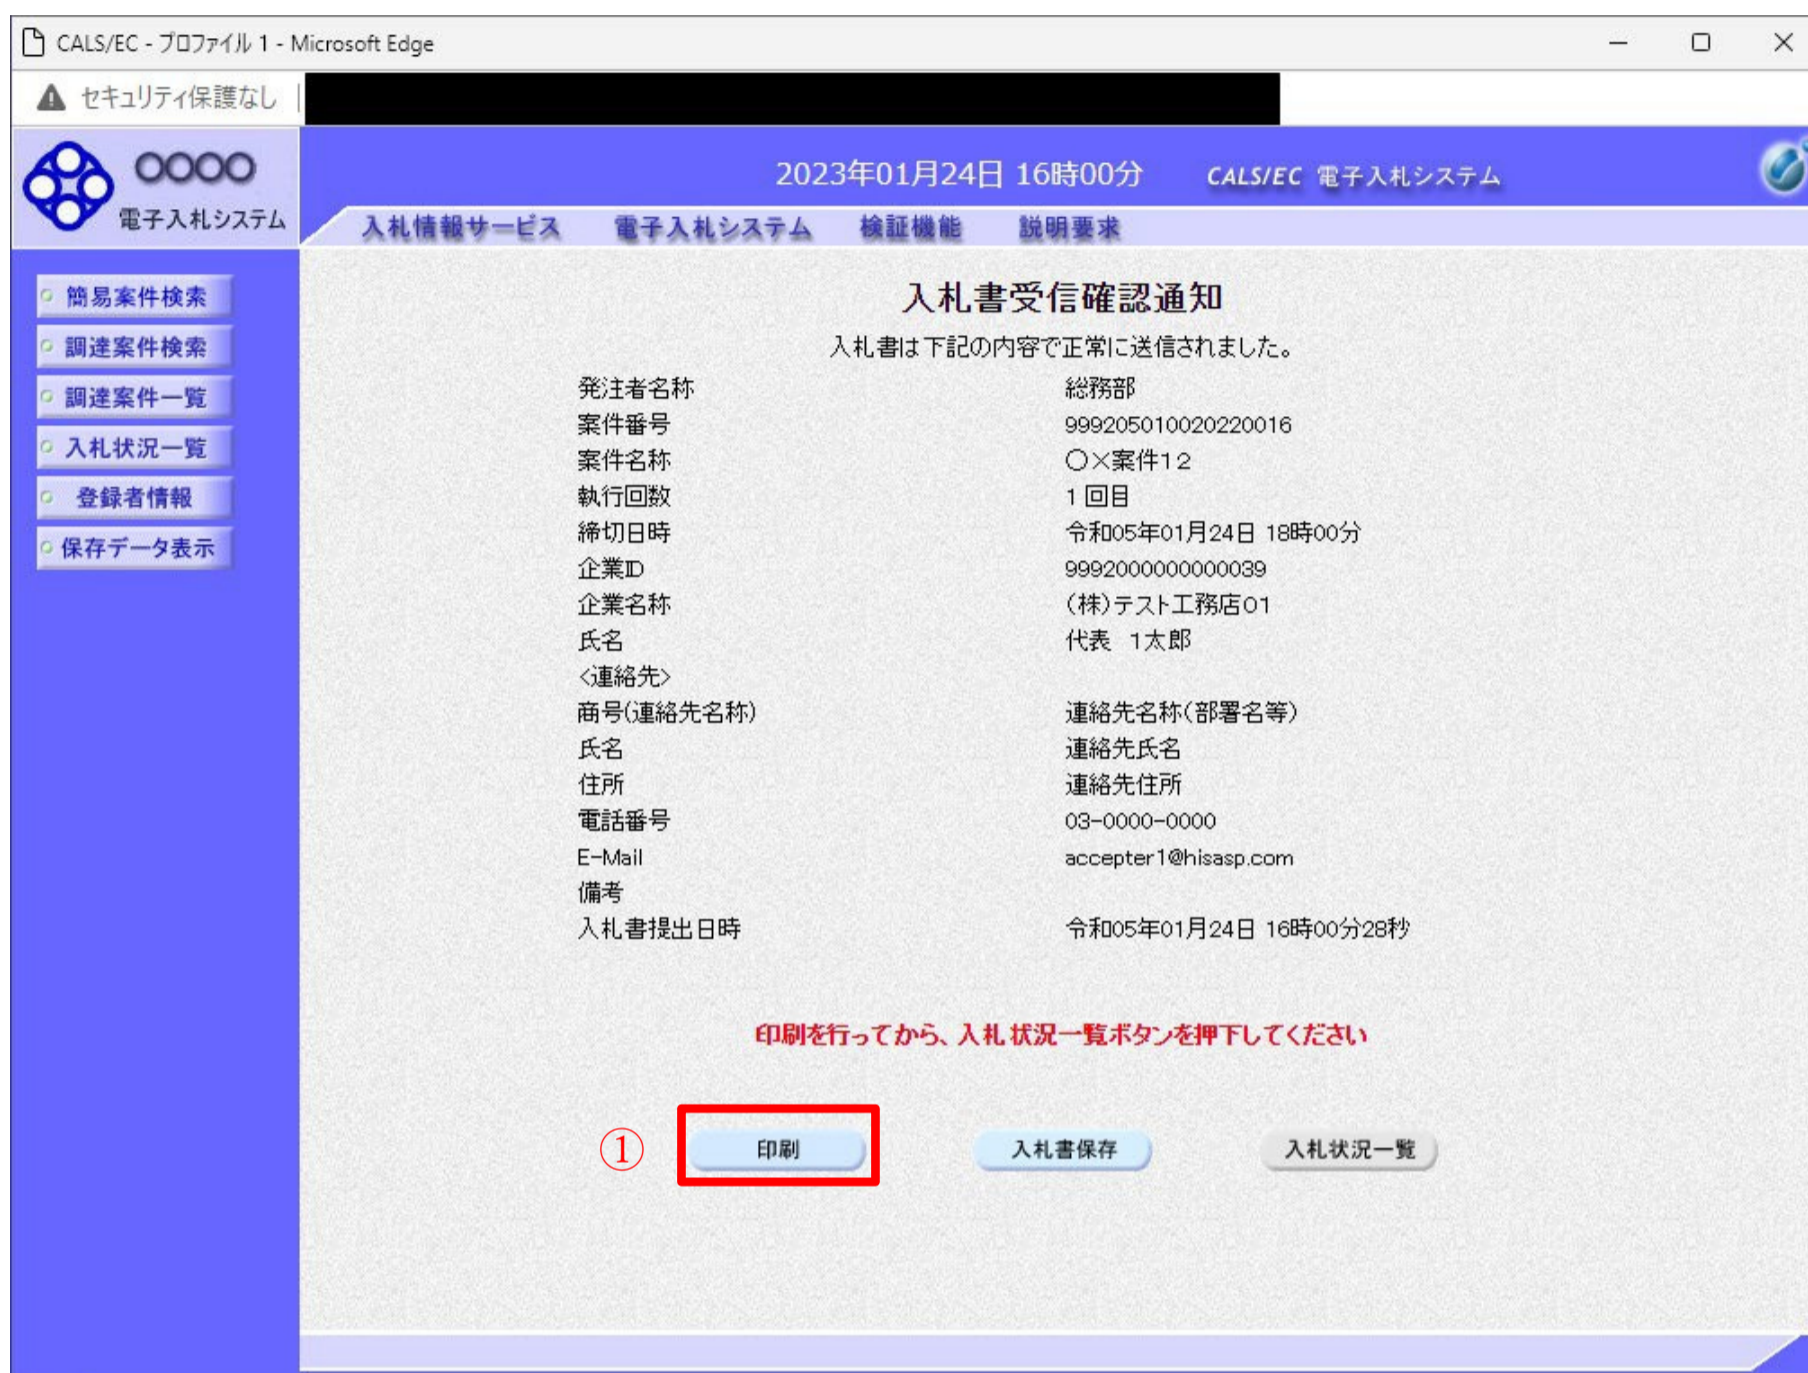 CALS/EC - プロファイル 1 - Microsoft Edge
セキュリティ保護なし
○○○○
電子入札システム
2023年01月24日 16時00分
CALS/EC 電子入札システム
入札情報サービス 電子入札システム 検証機能 説明要求
簡易案件検索
調達案件検索
調達案件一覧
入札状況一覧
登録者情報
保存データ表示
入札書受信確認通知
入札書は下記の内容で正常に送信されました。
発注者名称 総務部
案件番号 999205010020220016
案件名称 ○×案件12
執行回数 1回目
締切日時 令和05年01月24日 18時00分
企業ID 9992000000000039
企業名称 (株)テスト工務店01
氏名 代表 1太郎
<連絡先>
商号(連絡先名称) 連絡先名称(部署名等)
氏名 連絡先氏名
住所 連絡先住所
電話番号 03-0000-0000
E-Mail accepter1@hisasp.com
備考
入札書提出日時 令和05年01月24日 16時00分28秒
印刷を行ってから、入札状況一覧ボタンを押下してください
① 印刷 入札書保存 入札状況一覧